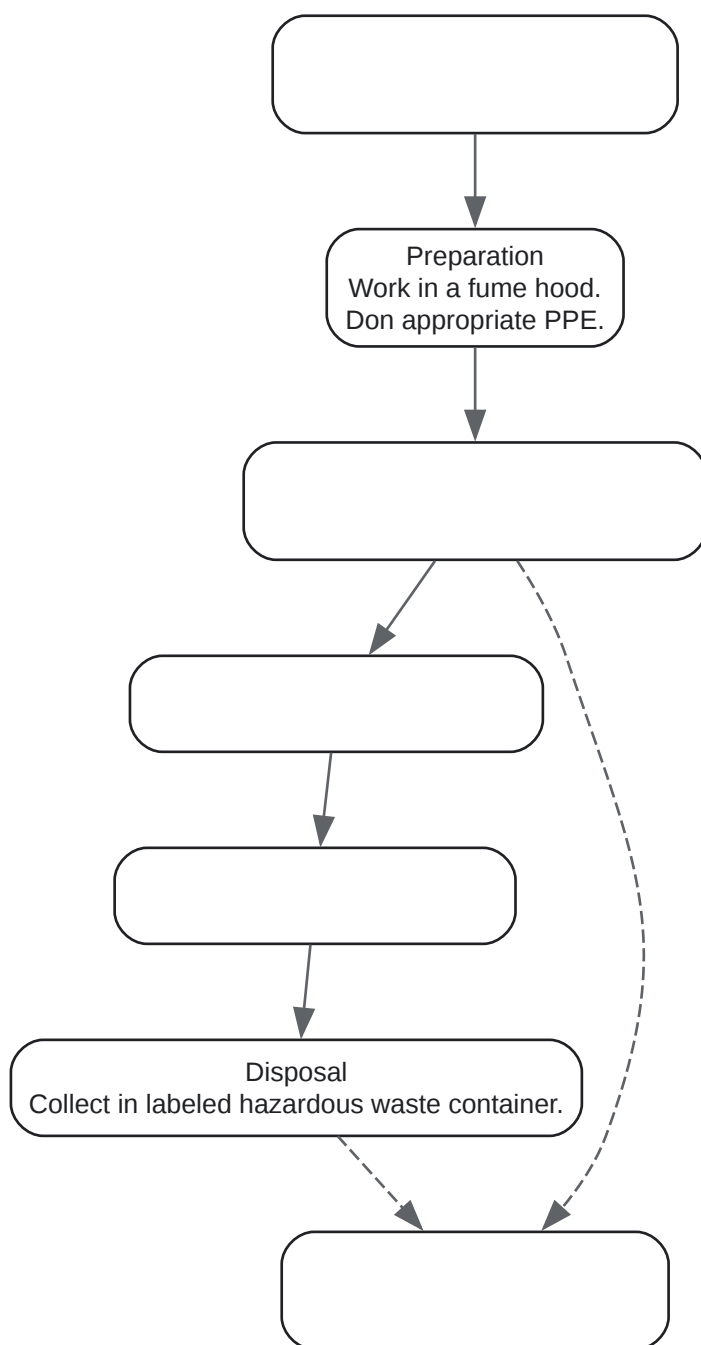 Preparation
Work in a fume hood.
Don appropriate PPE.
Disposal
Collect in labeled hazardous waste container.